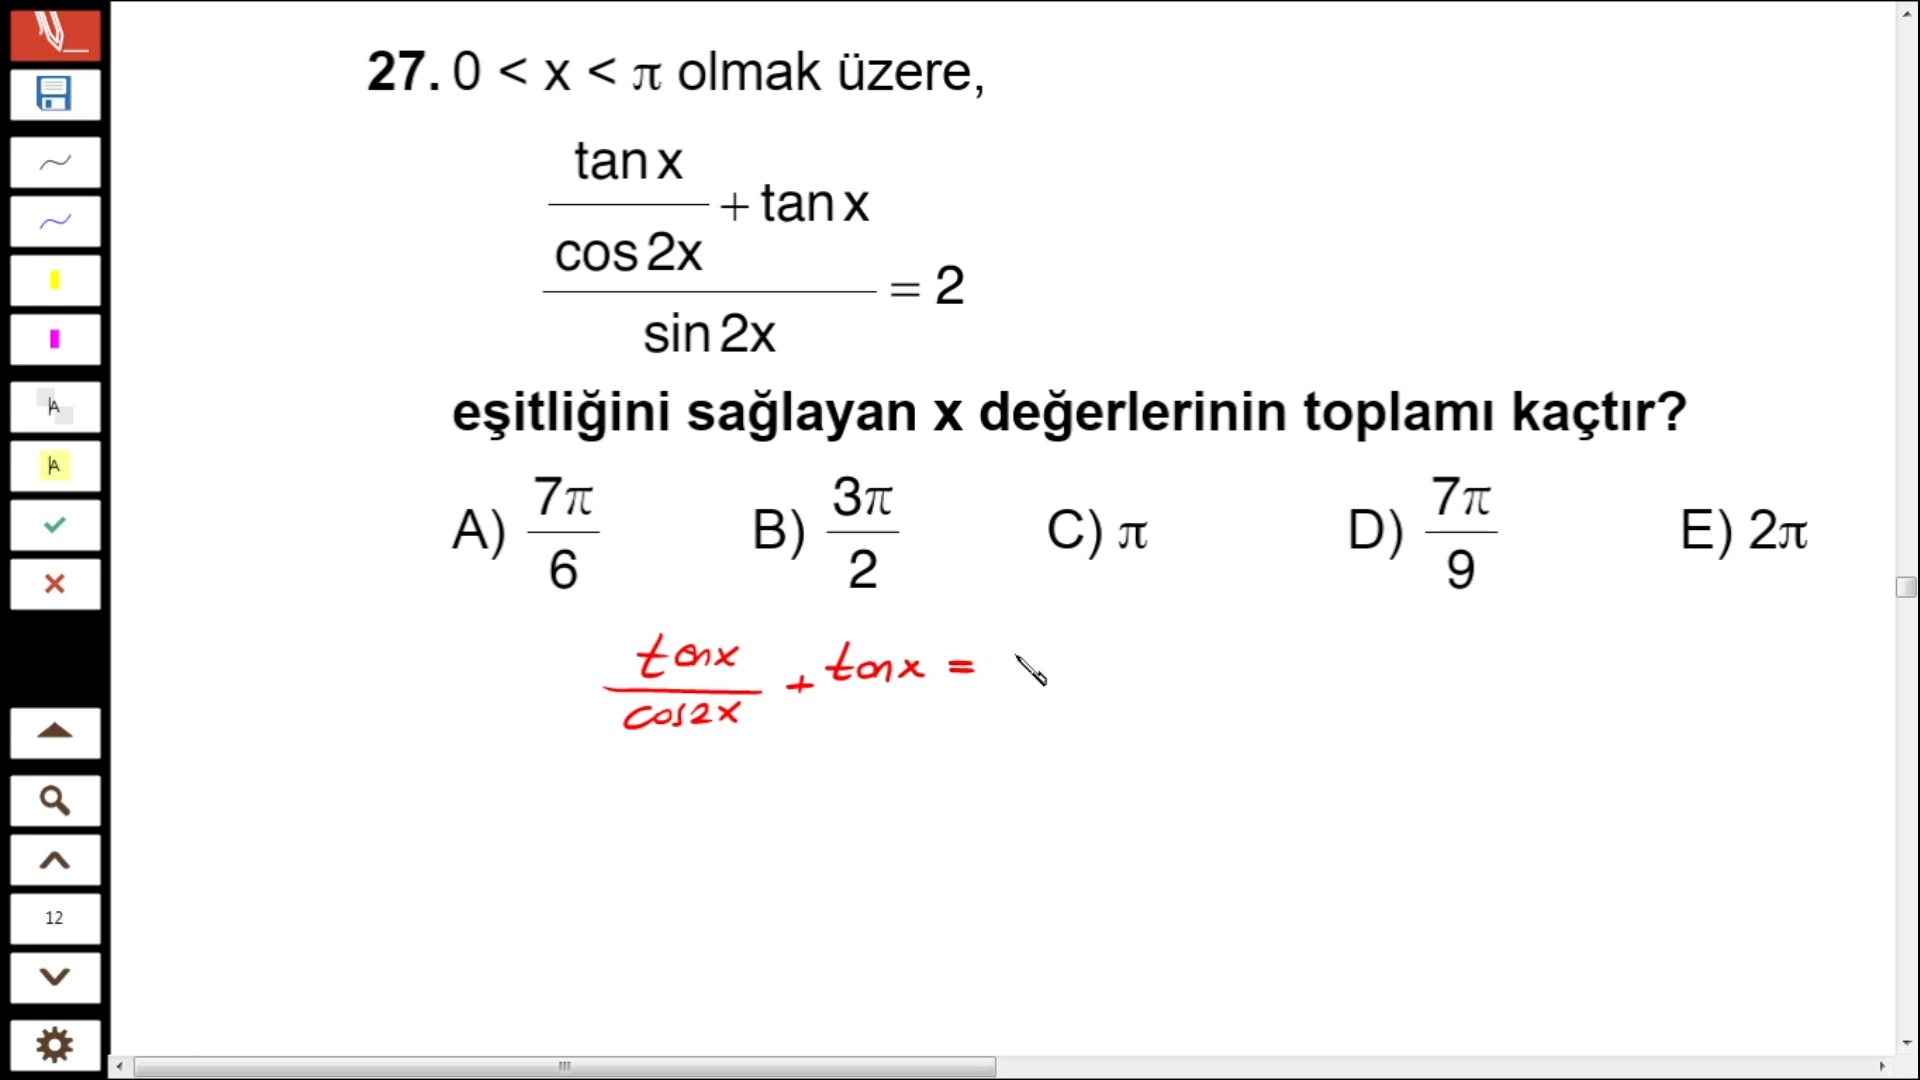 27. 0 < x < π olmak üzere,
tan x
cos 2x
+ tan x
sin 2x
= 2
eşitliğini sağlayan x değerlerinin toplamı kaçtır?
A) 7π/6 B) 3π/2 C) π D) 7π/9 E) 2π
tanx
cos2x
+ tanx =
A
A
12